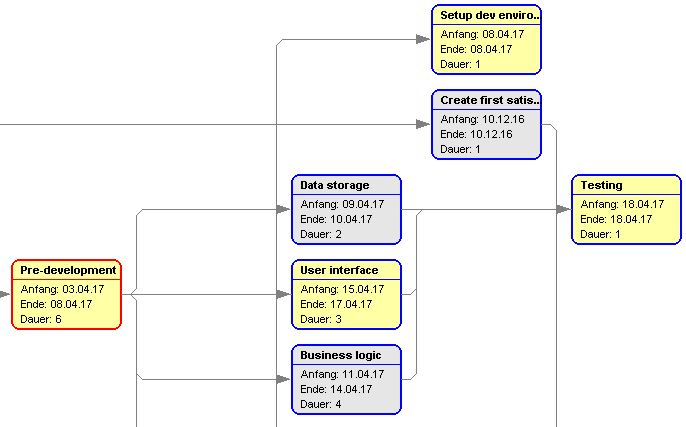 Setup dev enviro..
Anfang: 08.04.17
Ende: 08.04.17
Dauer: 1
Create first satis..
Anfang: 10.12.16
Ende: 10.12.16
Dauer: 1
Data storage
Anfang: 09.04.17
Ende: 10.04.17
Dauer: 2
Testing
Anfang: 18.04.17
Ende: 18.04.17
Dauer: 1
Pre-development
Anfang: 03.04.17
Ende: 08.04.17
Dauer: 6
User interface
Anfang: 15.04.17
Ende: 17.04.17
Dauer: 3
Business logic
Anfang: 11.04.17
Ende: 14.04.17
Dauer: 4